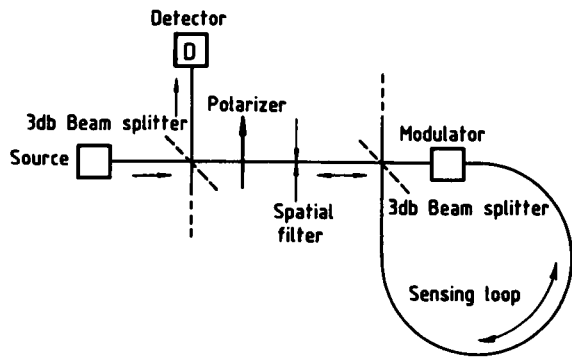 Detector
D
3db Beam splitter
Polarizer
Source
Modulator
3db Beam splitter
Spatial
filter
Sensing loop